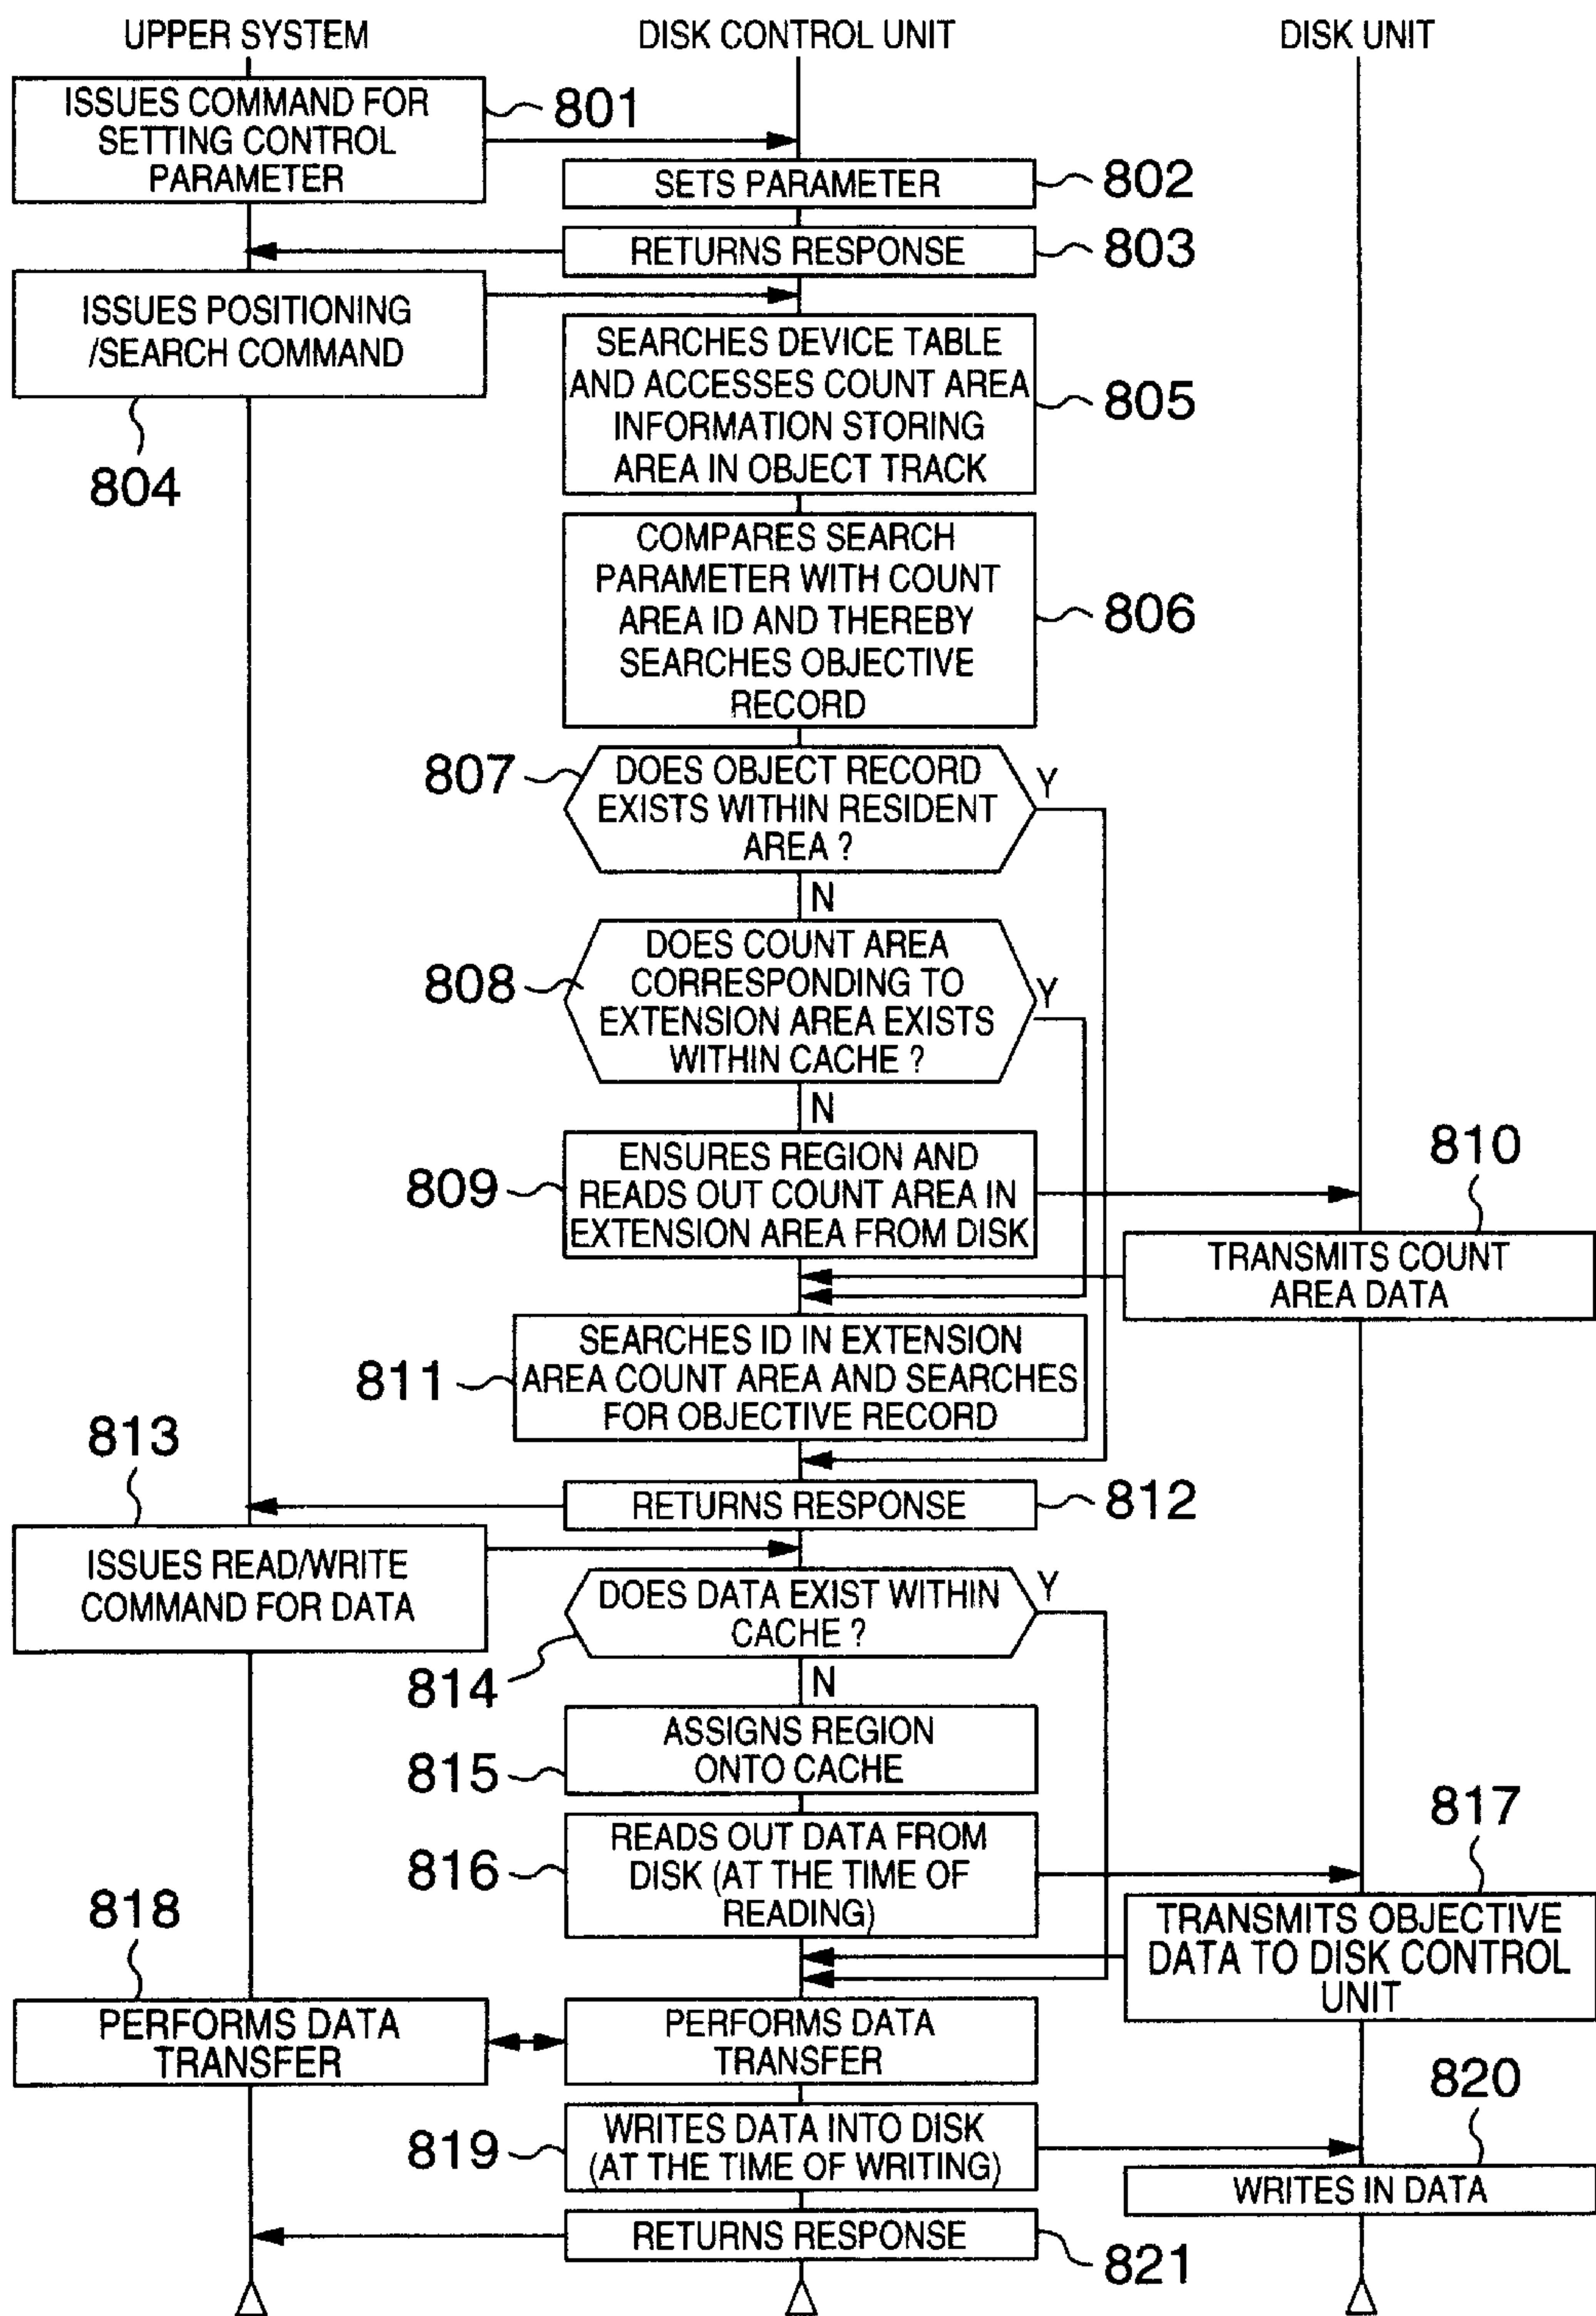 UPPER SYSTEM
DISK CONTROL UNIT
DISK UNIT
ISSUES COMMAND FOR
SETTING CONTROL
PARAMETER
801
SETS PARAMETER
802
RETURNS RESPONSE
803
ISSUES POSITIONING
/SEARCH COMMAND
804
SEARCHES DEVICE TABLE
AND ACCESSES COUNT AREA
INFORMATION STORING
AREA IN OBJECT TRACK
805
COMPARES SEARCH
PARAMETER WITH COUNT
AREA ID AND THEREBY
SEARCHES OBJECTIVE
RECORD
806
807
DOES OBJECT RECORD
EXISTS WITHIN RESIDENT
AREA ?
Y
N
808
DOES COUNT AREA
CORRESPONDING TO
EXTENSION AREA EXISTS
WITHIN CACHE ?
Y
N
809
ENSURES REGION AND
READS OUT COUNT AREA IN
EXTENSION AREA FROM DISK
810
TRANSMITS COUNT
AREA DATA
811
SEARCHES ID IN EXTENSION
AREA COUNT AREA AND SEARCHES
FOR OBJECTIVE RECORD
RETURNS RESPONSE
812
813
ISSUES READ/WRITE
COMMAND FOR DATA
DOES DATA EXIST WITHIN
CACHE ?
Y
814
N
815
ASSIGNS REGION
ONTO CACHE
816
READS OUT DATA FROM
DISK (AT THE TIME OF
READING)
817
TRANSMITS OBJECTIVE
DATA TO DISK CONTROL
UNIT
818
PERFORMS DATA
TRANSFER
PERFORMS DATA
TRANSFER
819
WRITES DATA INTO DISK
(AT THE TIME OF WRITING)
820
WRITES IN DATA
RETURNS RESPONSE
821